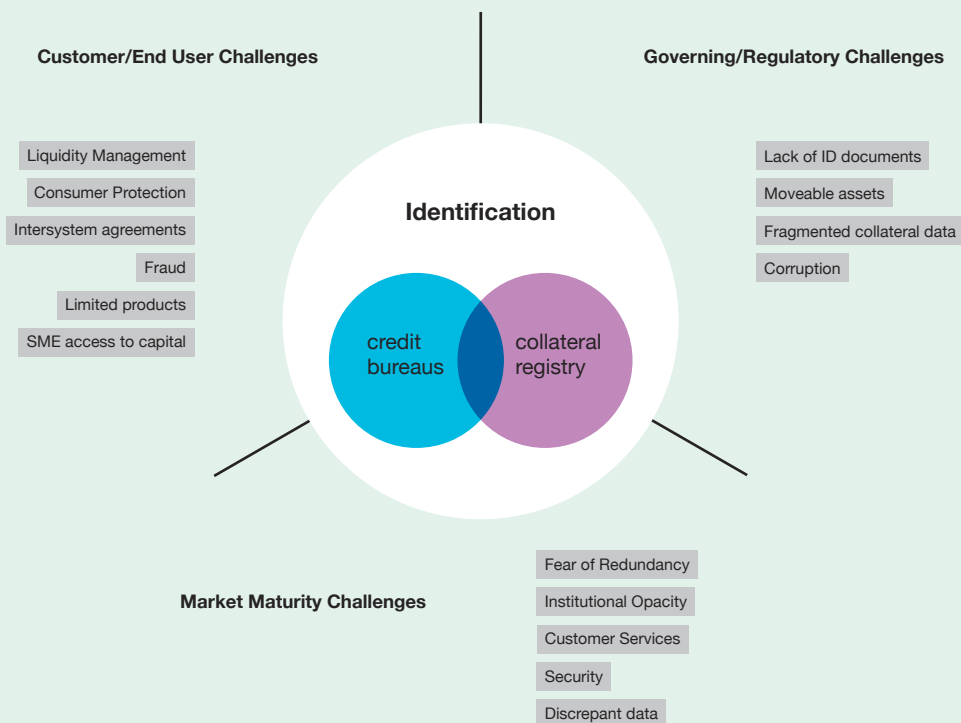 Customer/End User Challenges
Liquidity Management
Consumer Protection
Intersystem agreements
Fraud
Limited products
SME access to capital
Governing/Regulatory Challenges
Lack of ID documents
Moveable assets
Fragmented collateral data
Corruption
Identification
credit
bureaus
collateral
registry
Market Maturity Challenges
Fear of Redundancy
Institutional Opacity
Customer Services
Security
Discrepant data